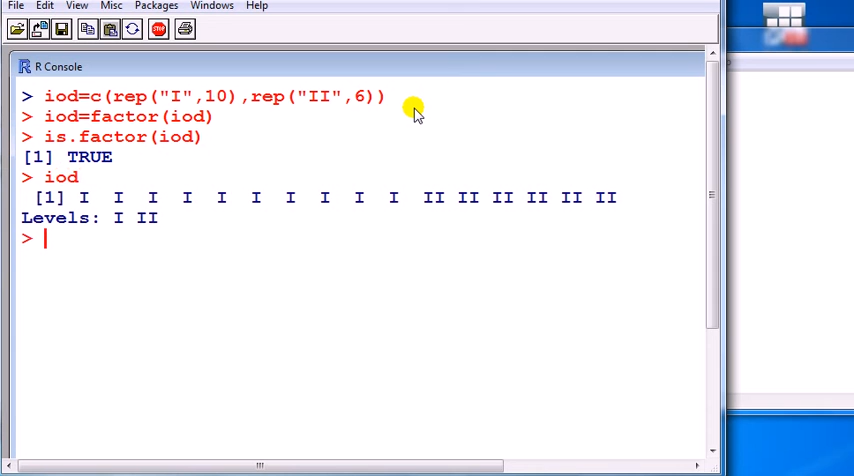 File Edit View Misc Packages Windows Help
STOP
R Console
> iod=c(rep("I",10),rep("II",6))
> iod=factor(iod)
> is.factor(iod)
[1] TRUE
> iod
[1] I I I I I I I I I I II II II II II II
Levels: I II
>